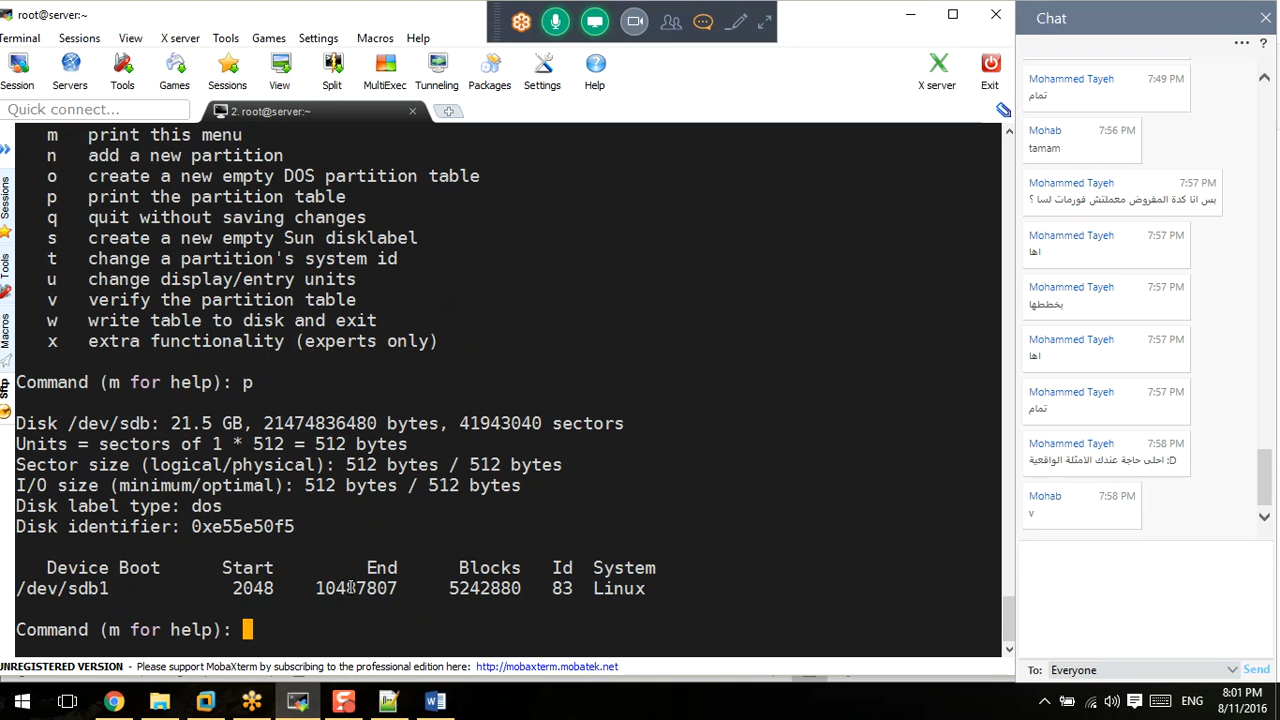 root@server:~
Terminal Sessions View X server Tools Games Settings Macros Help
Session Servers Tools Games Sessions View Split MultiExec Tunneling Packages Settings Help X server Exit
Quick connect...
2. root@server:~
Sessions
Tools
Macros
Sftp
m print this menu
n add a new partition
o create a new empty DOS partition table
p print the partition table
q quit without saving changes
s create a new empty Sun disklabel
t change a partition's system id
u change display/entry units
v verify the partition table
w write table to disk and exit
x extra functionality (experts only)
Command (m for help): p
Disk /dev/sdb: 21.5 GB, 21474836480 bytes, 41943040 sectors
Units = sectors of 1 * 512 = 512 bytes
Sector size (logical/physical): 512 bytes / 512 bytes
I/O size (minimum/optimal): 512 bytes / 512 bytes
Disk label type: dos
Disk identifier: 0xe55e50f5
Device Boot Start End Blocks Id System
/dev/sdb1 2048 10487807 5242880 83 Linux
Command (m for help):
UNREGISTERED VERSION - Please support MobaXterm by subscribing to the professional edition here: http://mobaxterm.mobatek.net
Chat
?
Mohammed Tayeh 7:49 PM
تمام
Mohab 7:56 PM
tamam
Mohammed Tayeh 7:57 PM
بس انا كدة المفروض معملتش فورمات لسا ؟
Mohammed Tayeh 7:57 PM
اها
Mohammed Tayeh 7:57 PM
بخططها
Mohammed Tayeh 7:57 PM
اها
Mohammed Tayeh 7:57 PM
تمام
Mohammed Tayeh 7:58 PM
احلى حاجة عندك الامثلة الواقعية :D
Mohab 7:58 PM
v
To: Everyone Send
ENG
8:01 PM
8/11/2016